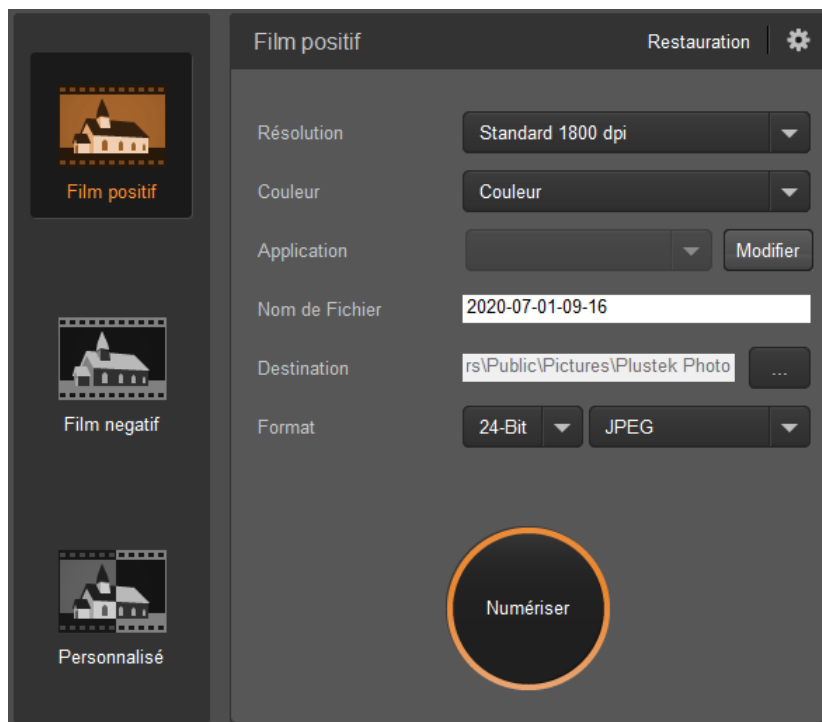 Film positif
Film negatif
Personnalisé
Film positif Restauration
Résolution Standard 1800 dpi
Couleur Couleur
Application Modifier
Nom de Fichier 2020-07-01-09-16
Destination rs\Public\Pictures\Plustek Photo ...
Format 24-Bit JPEG
Numériser